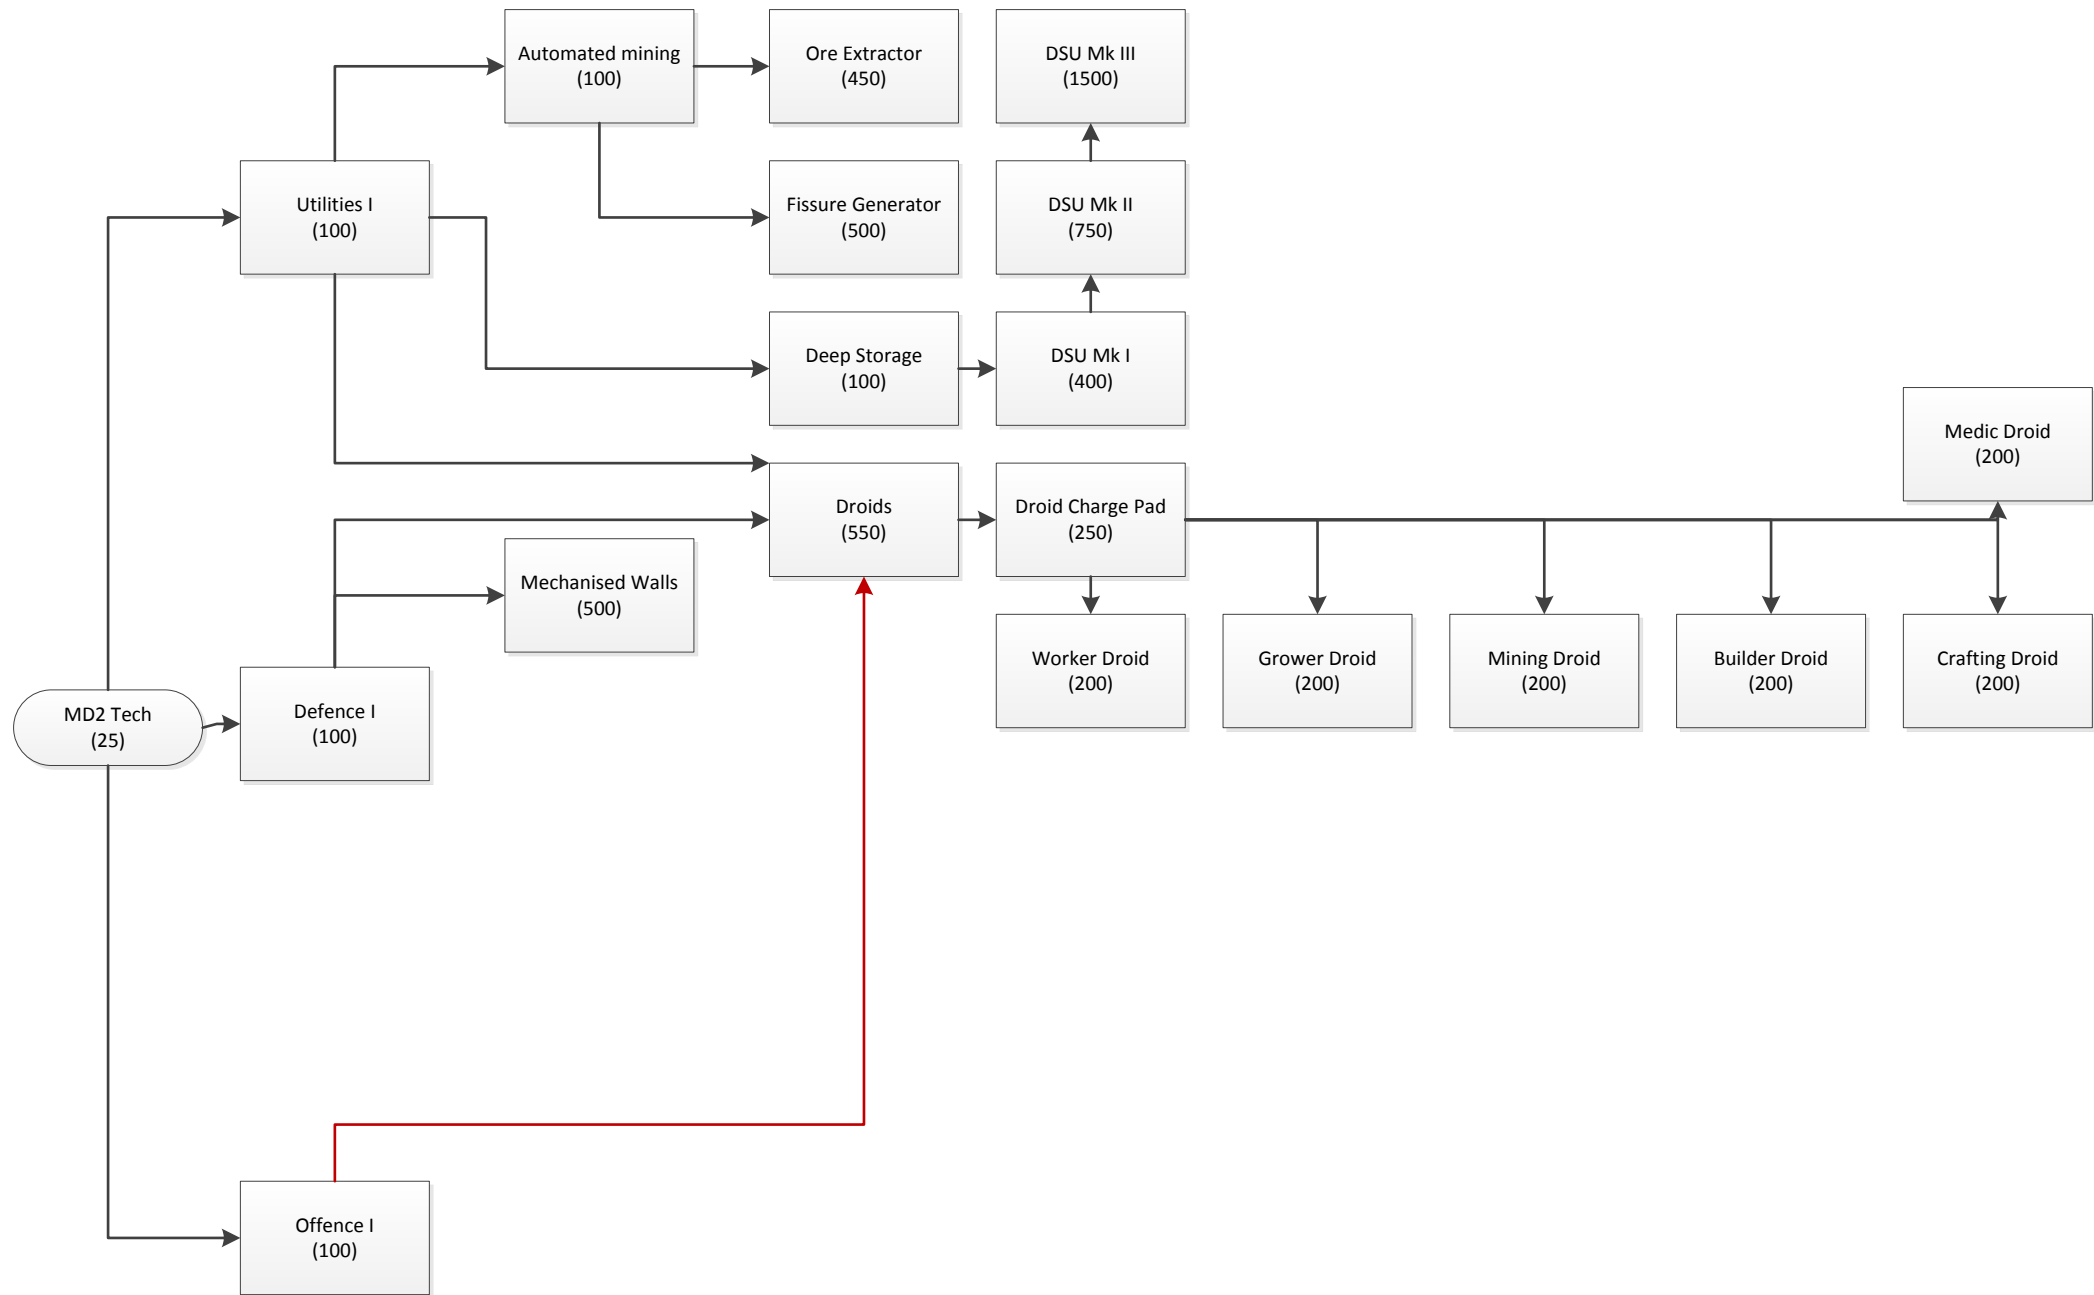 Automated mining
(100)
Ore Extractor
(450)
DSU Mk III
(1500)
Utilities I
(100)
Fissure Generator
(500)
DSU Mk II
(750)
Deep Storage
(100)
DSU Mk I
(400)
Medic Droid
(200)
Droids
(550)
Droid Charge Pad
(250)
Mechanised Walls
(500)
Worker Droid
(200)
Grower Droid
(200)
Mining Droid
(200)
Builder Droid
(200)
Crafting Droid
(200)
MD2 Tech
(25)
Defence I
(100)
Offence I
(100)